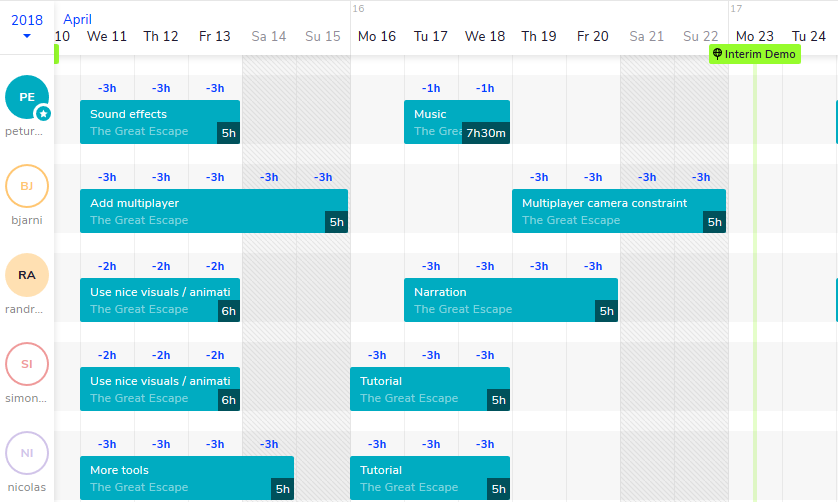 2018 April 16 17
10 We 11 Th 12 Fr 13 Sa 14 Su 15 Mo 16 Tu 17 We 18 Th 19 Fr 20 Sa 21 Su 22 Mo 23 Tu 24
Interim Demo
PE
petur...
-3h -3h -3h -1h -1h
Sound effects
The Great Escape
5h
Music
The Grea
7h30m
BJ
bjarni
-3h -3h -3h -3h -3h -3h -3h -3h -3h
Add multiplayer
The Great Escape
5h
Multiplayer camera constraint
The Great Escape
5h
RA
randr...
-2h -2h -2h -3h -3h -3h -3h
Use nice visuals / animati
The Great Escape
6h
Narration
The Great Escape
5h
SI
simon...
-2h -2h -2h -3h -3h -3h
Use nice visuals / animati
The Great Escape
6h
Tutorial
The Great Escape
5h
NI
nicolas
-3h -3h -3h -3h -3h -3h -3h
More tools
The Great Escape
5h
Tutorial
The Great Escape
5h